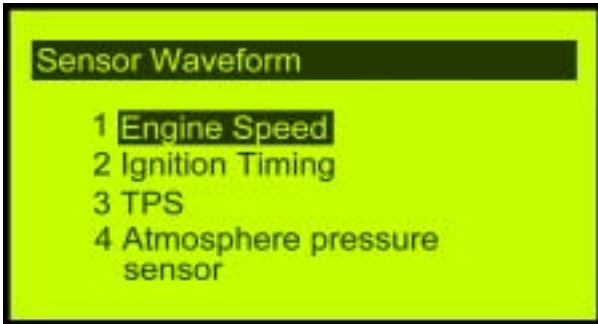 Sensor Waveform
1 Engine Speed
2 Ignition Timing
3 TPS
4 Atmosphere pressure
sensor